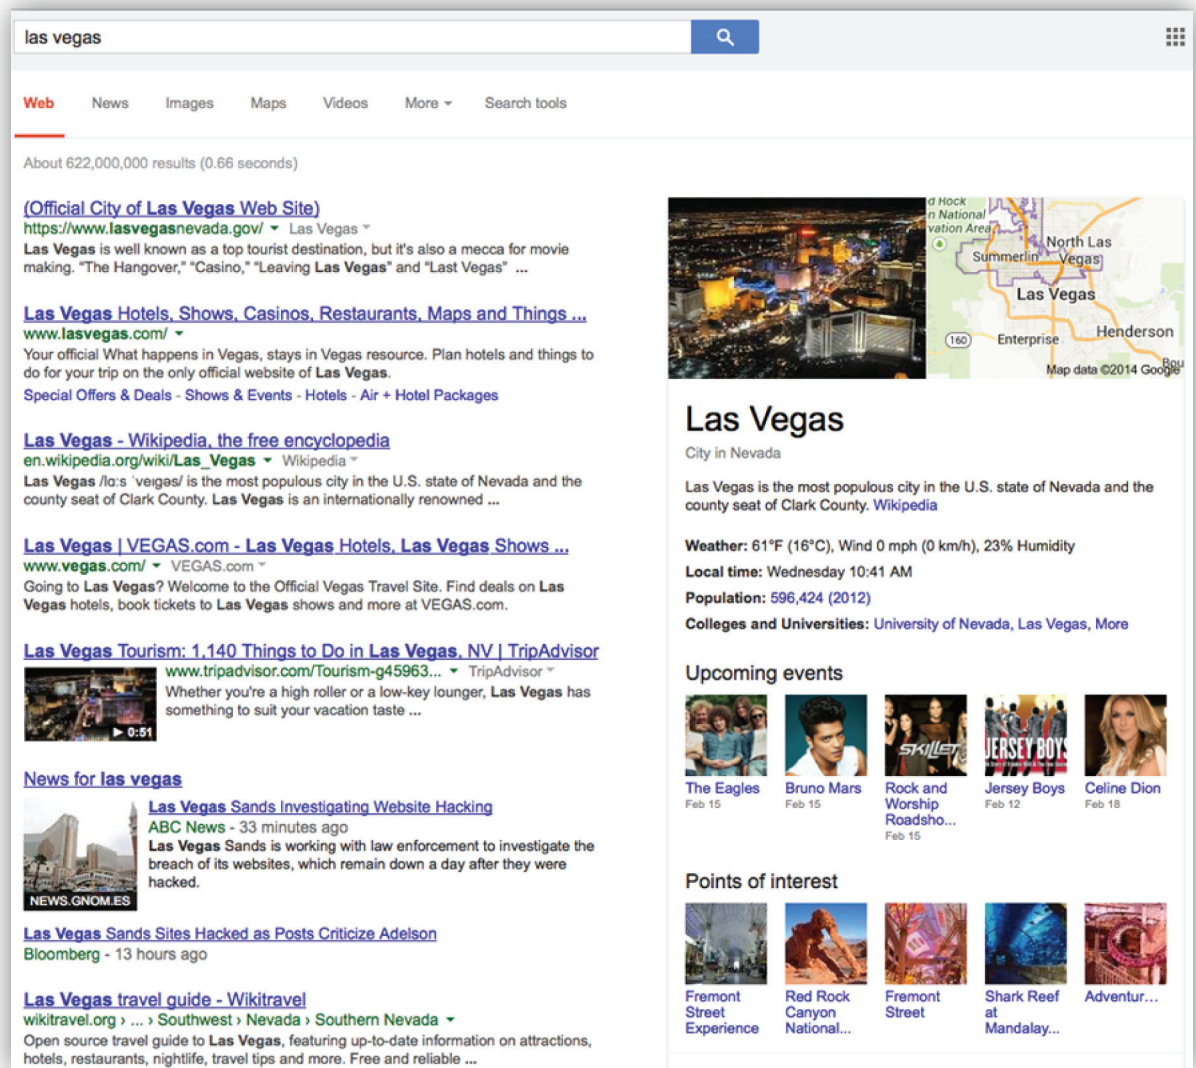 las vegas
Web News Images Maps Videos More Search tools
About 622,000,000 results (0.66 seconds)
(Official City of Las Vegas Web Site)
https://www.lasvegasnevada.gov/ Las Vegas
Las Vegas is well known as a top tourist destination, but it's also a mecca for movie
making. “The Hangover,” “Casino,” “Leaving Las Vegas” and “Last Vegas” ...
Las Vegas Hotels, Shows, Casinos, Restaurants, Maps and Things ...
www.lasvegas.com/
Your official What happens in Vegas, stays in Vegas resource. Plan hotels and things to
do for your trip on the only official website of Las Vegas.
Special Offers & Deals - Shows & Events - Hotels - Air + Hotel Packages
Las Vegas - Wikipedia, the free encyclopedia
en.wikipedia.org/wiki/Las_Vegas Wikipedia
Las Vegas /lɑːs ˈveɪɡəs/ is the most populous city in the U.S. state of Nevada and the
county seat of Clark County. Las Vegas is an internationally renowned ...
Las Vegas | VEGAS.com - Las Vegas Hotels, Las Vegas Shows ...
www.vegas.com/ VEGAS.com
Going to Las Vegas? Welcome to the Official Vegas Travel Site. Find deals on Las
Vegas hotels, book tickets to Las Vegas shows and more at VEGAS.com.
Las Vegas Tourism: 1,140 Things to Do in Las Vegas, NV | TripAdvisor
www.tripadvisor.com/Tourism-g45963... TripAdvisor
Whether you're a high roller or a low-key lounger, Las Vegas has
something to suit your vacation taste ...
0:51
News for las vegas
Las Vegas Sands Investigating Website Hacking
ABC News - 33 minutes ago
Las Vegas Sands is working with law enforcement to investigate the
breach of its websites, which remain down a day after they were
hacked.
NEWS.GNOM.ES
Las Vegas Sands Sites Hacked as Posts Criticize Adelson
Bloomberg - 13 hours ago
Las Vegas travel guide - Wikitravel
wikitravel.org › ... › Southwest › Nevada › Southern Nevada
Open source travel guide to Las Vegas, featuring up-to-date information on attractions,
hotels, restaurants, nightlife, travel tips and more. Free and reliable ...
d Rock
n National
vation Area
North Las
Vegas
Summerlin
Las Vegas
Henderson
160
Enterprise
Bou
Map data ©2014 Google
Las Vegas
City in Nevada
Las Vegas is the most populous city in the U.S. state of Nevada and the
county seat of Clark County. Wikipedia
Weather: 61°F (16°C), Wind 0 mph (0 km/h), 23% Humidity
Local time: Wednesday 10:41 AM
Population: 596,424 (2012)
Colleges and Universities: University of Nevada, Las Vegas, More
Upcoming events
SKILLET
JERSEY BOYS
The Eagles
Feb 15
Bruno Mars
Feb 15
Rock and
Worship
Roadsho...
Feb 15
Jersey Boys
Feb 12
Celine Dion
Feb 18
Points of interest
Fremont
Street
Experience
Red Rock
Canyon
National...
Fremont
Street
Shark Reef
at
Mandalay...
Adventur...